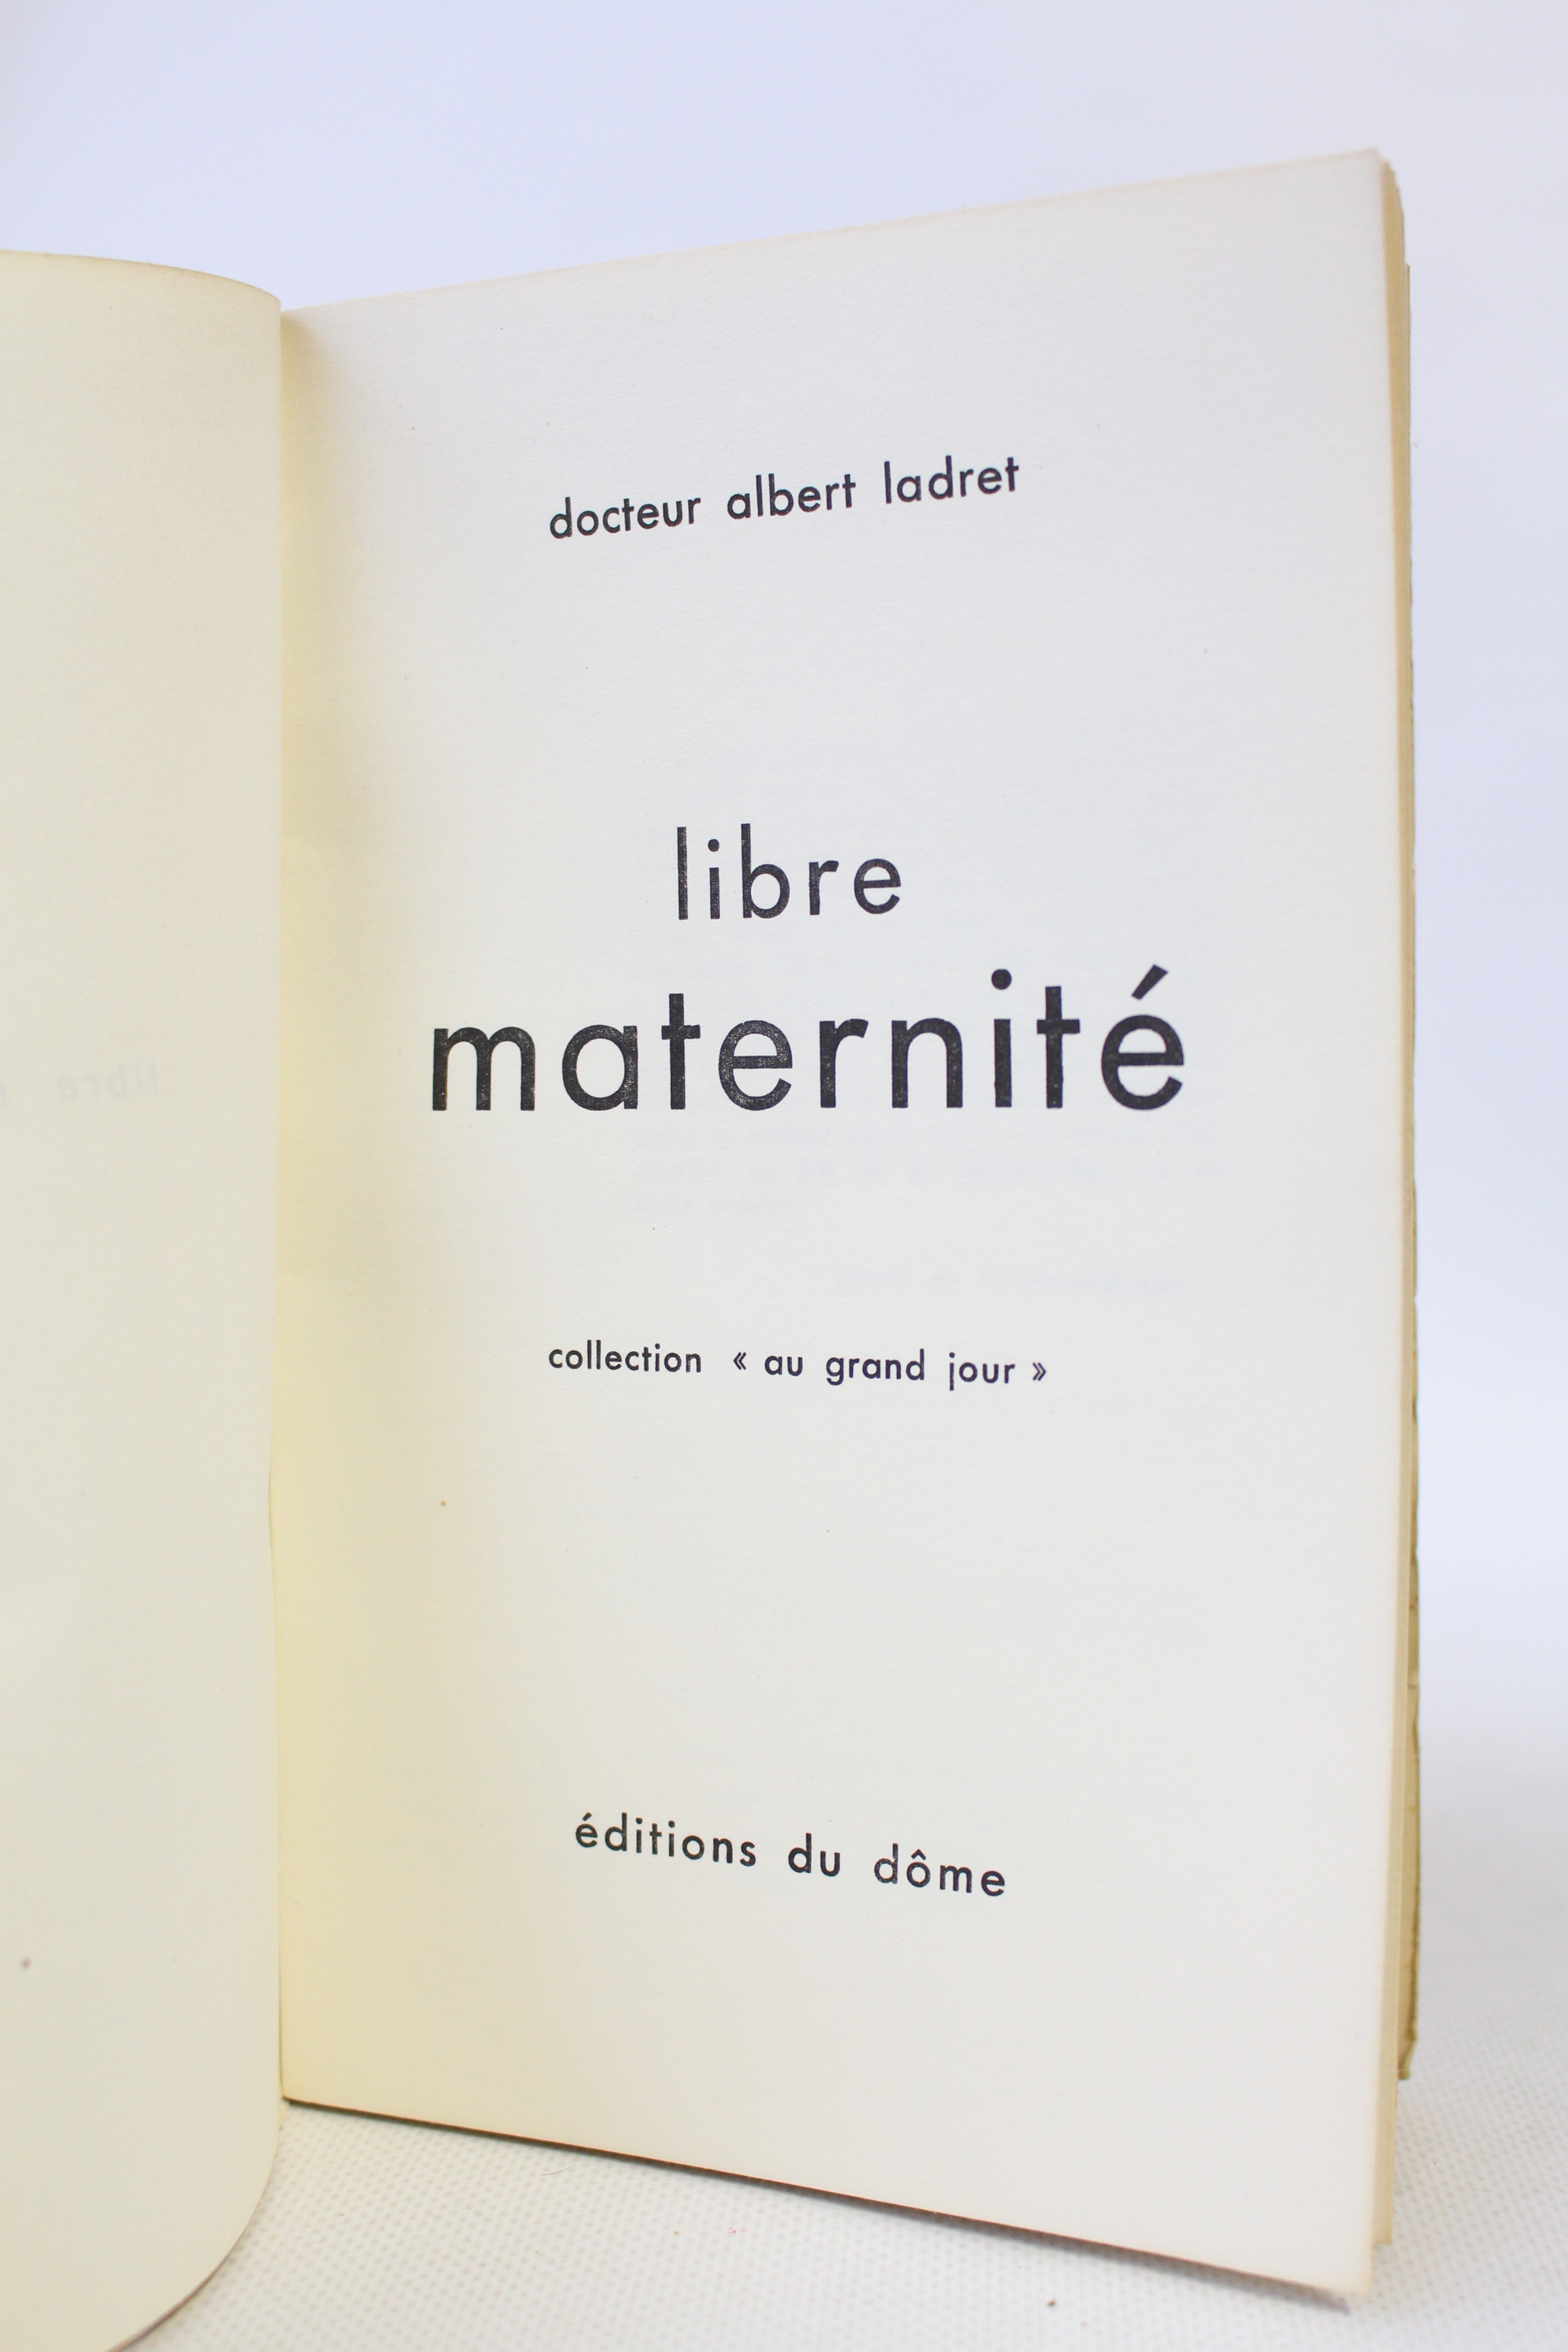 docteur albert ladret
libre
maternité
collection « au grand jour »
éditions du dôme